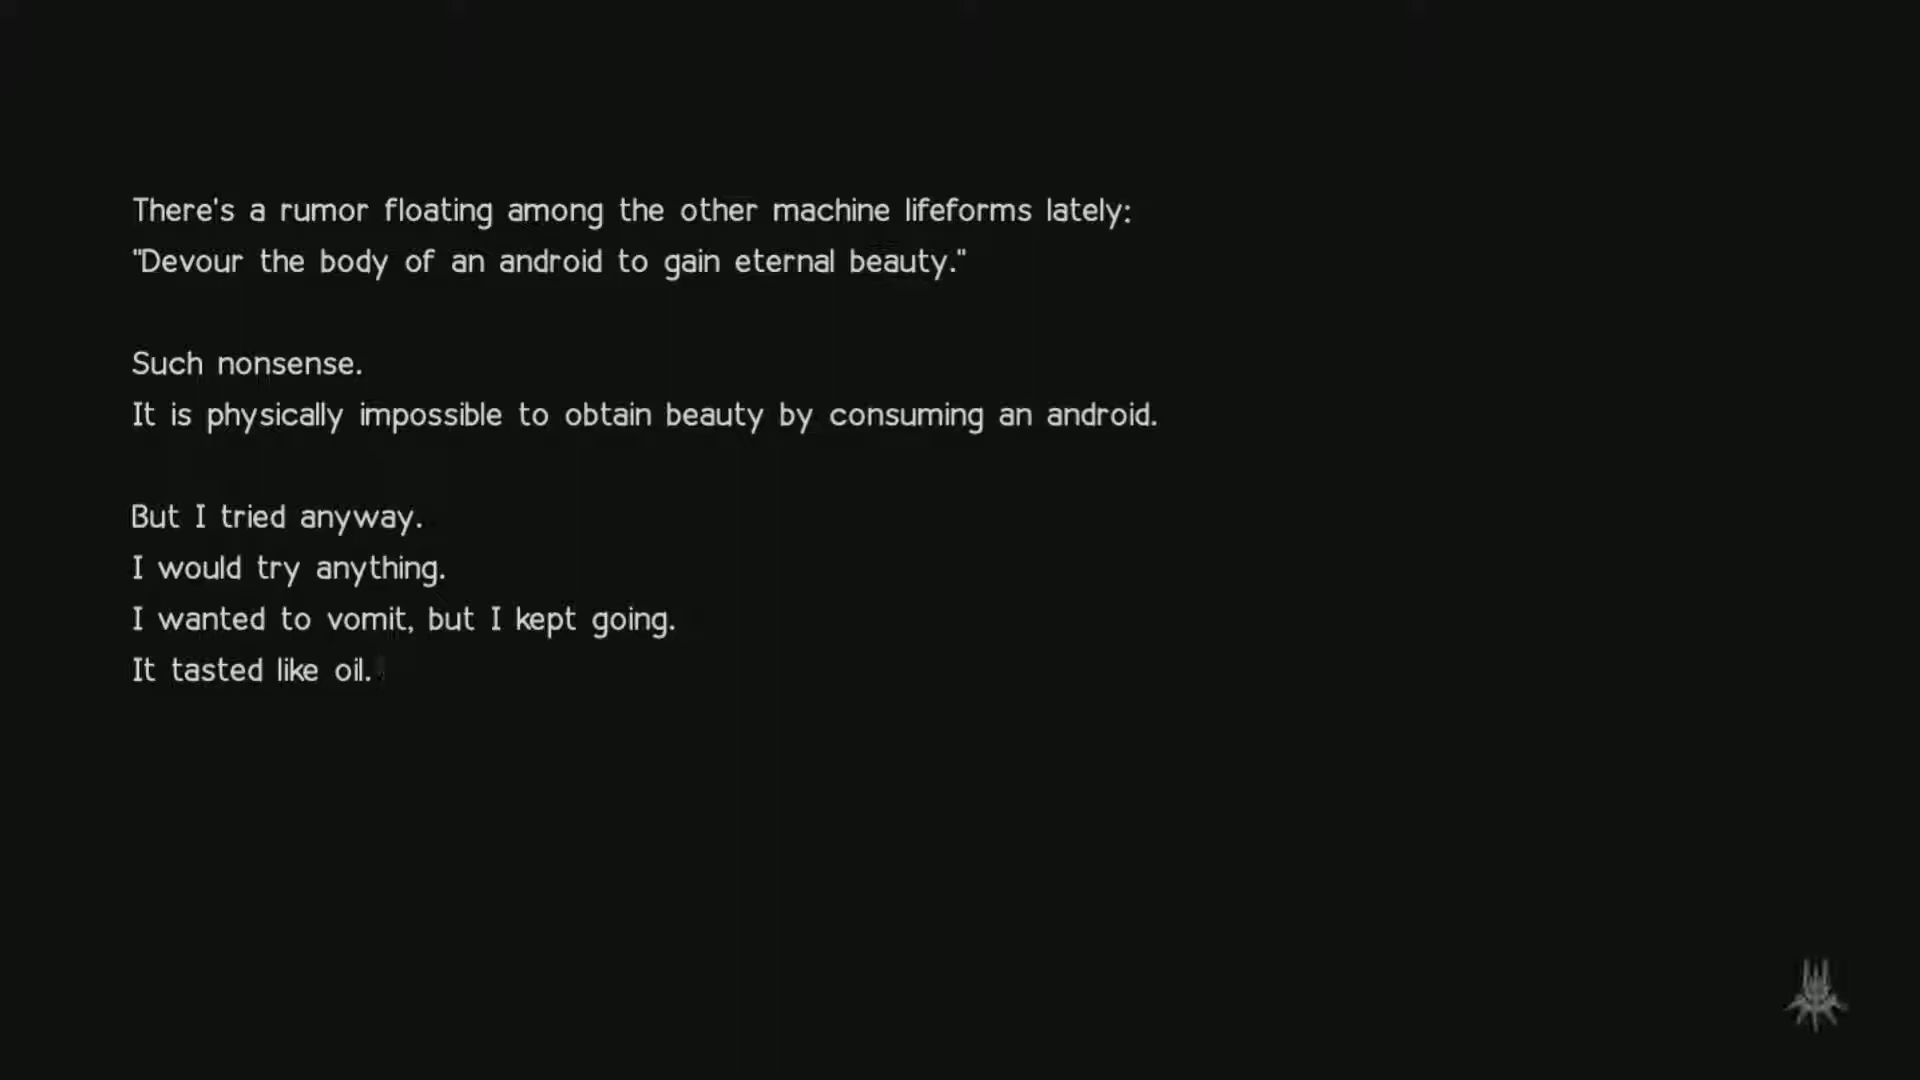 There's a rumor floating among the other machine lifeforms lately:
"Devour the body of an android to gain eternal beauty."
Such nonsense.
It is physically impossible to obtain beauty by consuming an android.
But I tried anyway.
I would try anything.
I wanted to vomit, but I kept going.
It tasted like oil.